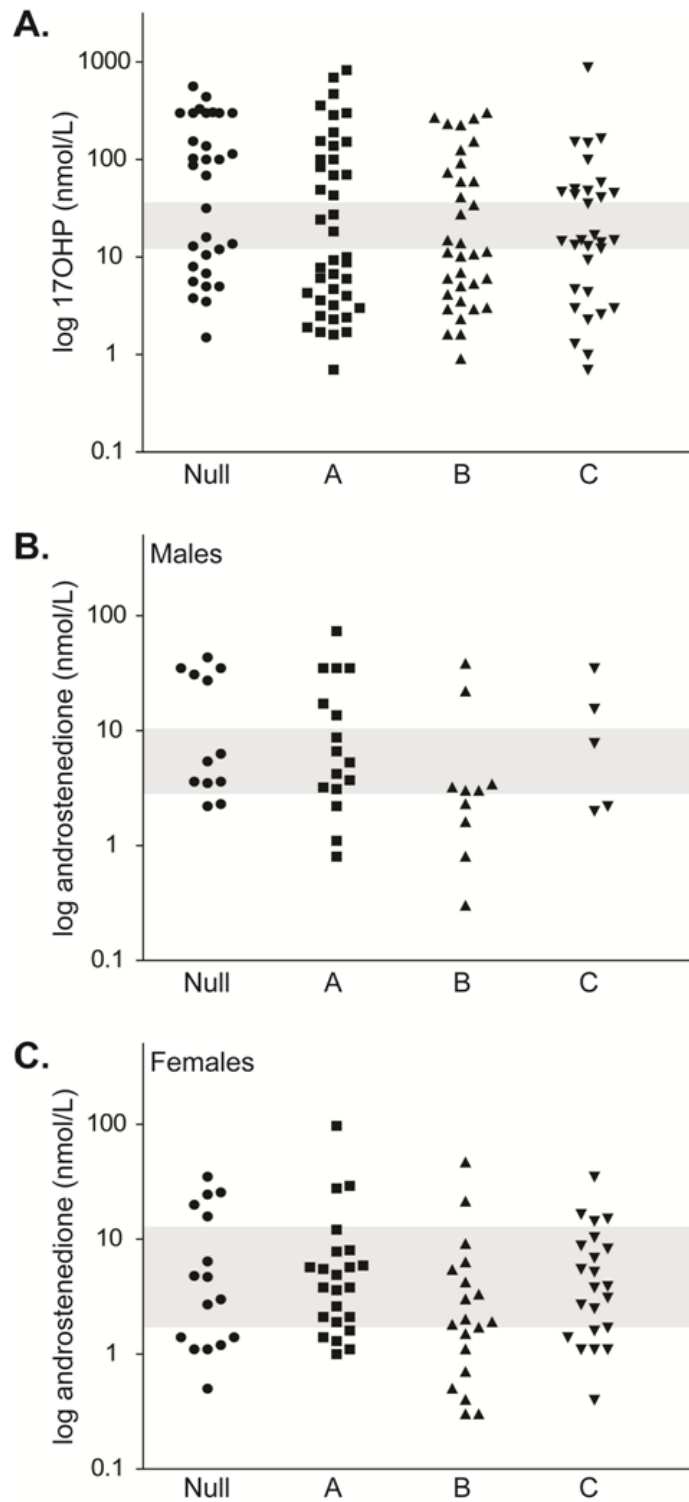 A.
log 17OHP (nmol/L)
1000
100
10
1
0.1
Null A B C
B.
Males
log androstenedione (nmol/L)
100
10
1
0.1
Null A B C
C.
Females
log androstenedione (nmol/L)
100
10
1
0.1
Null A B C